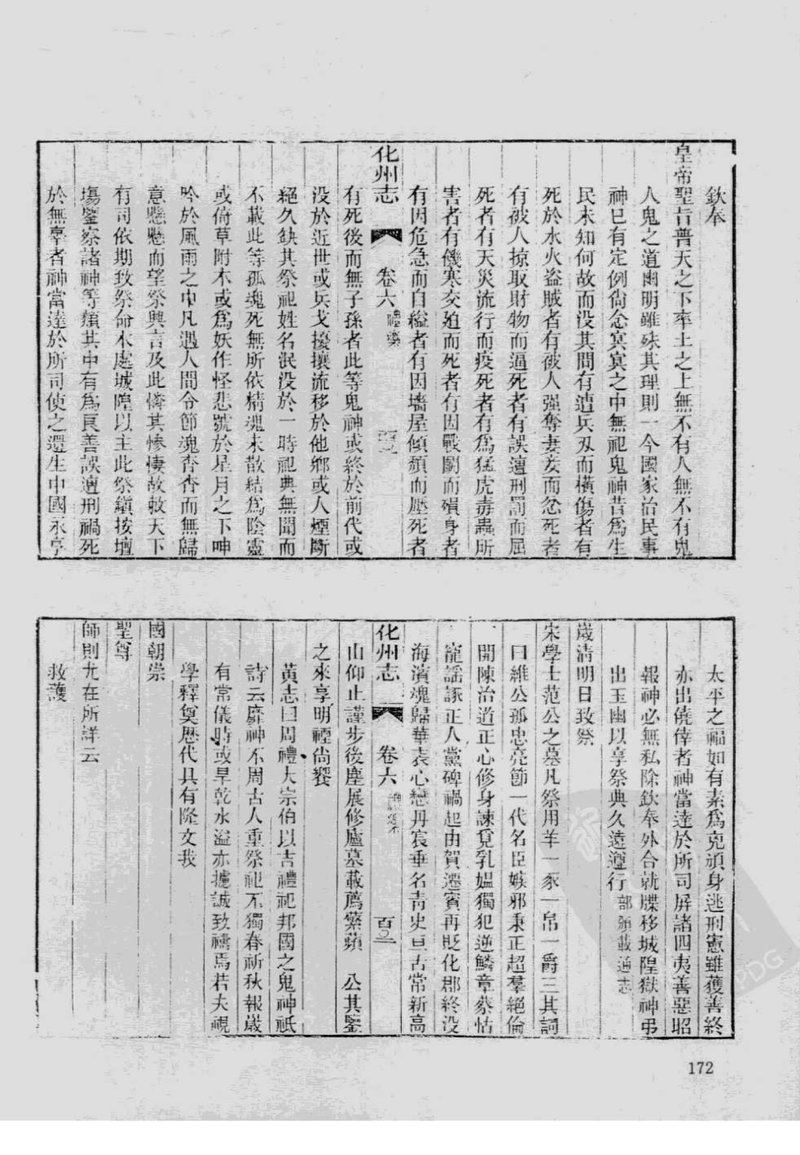 欽奉
皇帝聖旨普天之下率土之上無不有人無不有鬼
人鬼之道幽明雖殊其理則一今國家治民事
神巳有定例尙念冥冥之中無祀鬼神昔爲生
民未知何故而没其間有遭兵刃而橫傷者有
死於水火盜賊者有被人强奪妻妾而忿死者
有被人掠取財物而逼死者有誤遭刑罰而屈
死者有天災流行而疫死者有爲猛虎毒蟲所
害者有饑寒交廹而死者有因戰鬭而殞身者
有因危急而自縊者有因墻屋傾頽而壓死者
化州志 卷六 禮樂
有死後而無子孫者此等鬼神或終於前代或
没於近世或兵戈擾攘流移於他鄉或人煙斷
絕久缺其祭祀姓名泯没於一時祀典無聞而
不載此等孤魂死無所依精魂未散結爲陰靈
或倚草附木或爲妖作怪悲號於星月之下呻
吟於風雨之中凡遇人間令節魂杳杳而無歸
意懸懸而望祭興言及此憐其慘悽故敕天下
有司依期致祭命本處城隍以主此祭鎮按壇
塲鑒察諸神等類其中有爲良善誤遭刑禍死
於無辜者神當達於所司使之還生中國永亨
太平之福如有素爲兇頑身逃刑憲雖獲善終
亦出僥倖者神當達於所司屏諸四夷善惡昭
報神必無私除欽奉外合就牒移城隍獄神弔
出玉幽以享祭典久遠遵行 部頒載通志
歲清明日致祭
宋學士范公之墓凡祭用羊一豕一帛一爵三其詞
曰維公孤忠亮節一代名臣嫉邪秉正超羣絕倫
開陳治道正心修身諫覓乳媼獨犯逆鱗章蔡怙
寵謡諑正人黨碑禍起由賀遷賓再貶化郡終没
海濱魂歸華表心戀丹宸垂名青史亘古常新高
化州志 卷六 百二
山仰止謹步後塵展修廬墓載薦蘩蘋 公其鑒
之來享明禋尙饗
黃志曰周禮大宗伯以吉禮祀邦國之鬼神祇
詩云靡神不周古人重祭祀不獨春祈秋報歲
有常儀時或旱乾水溢亦攄誠致禱焉若夫視
學釋奠歷代具有隆文我
國朝崇
聖尊
師則尤在所詳云
救護
172